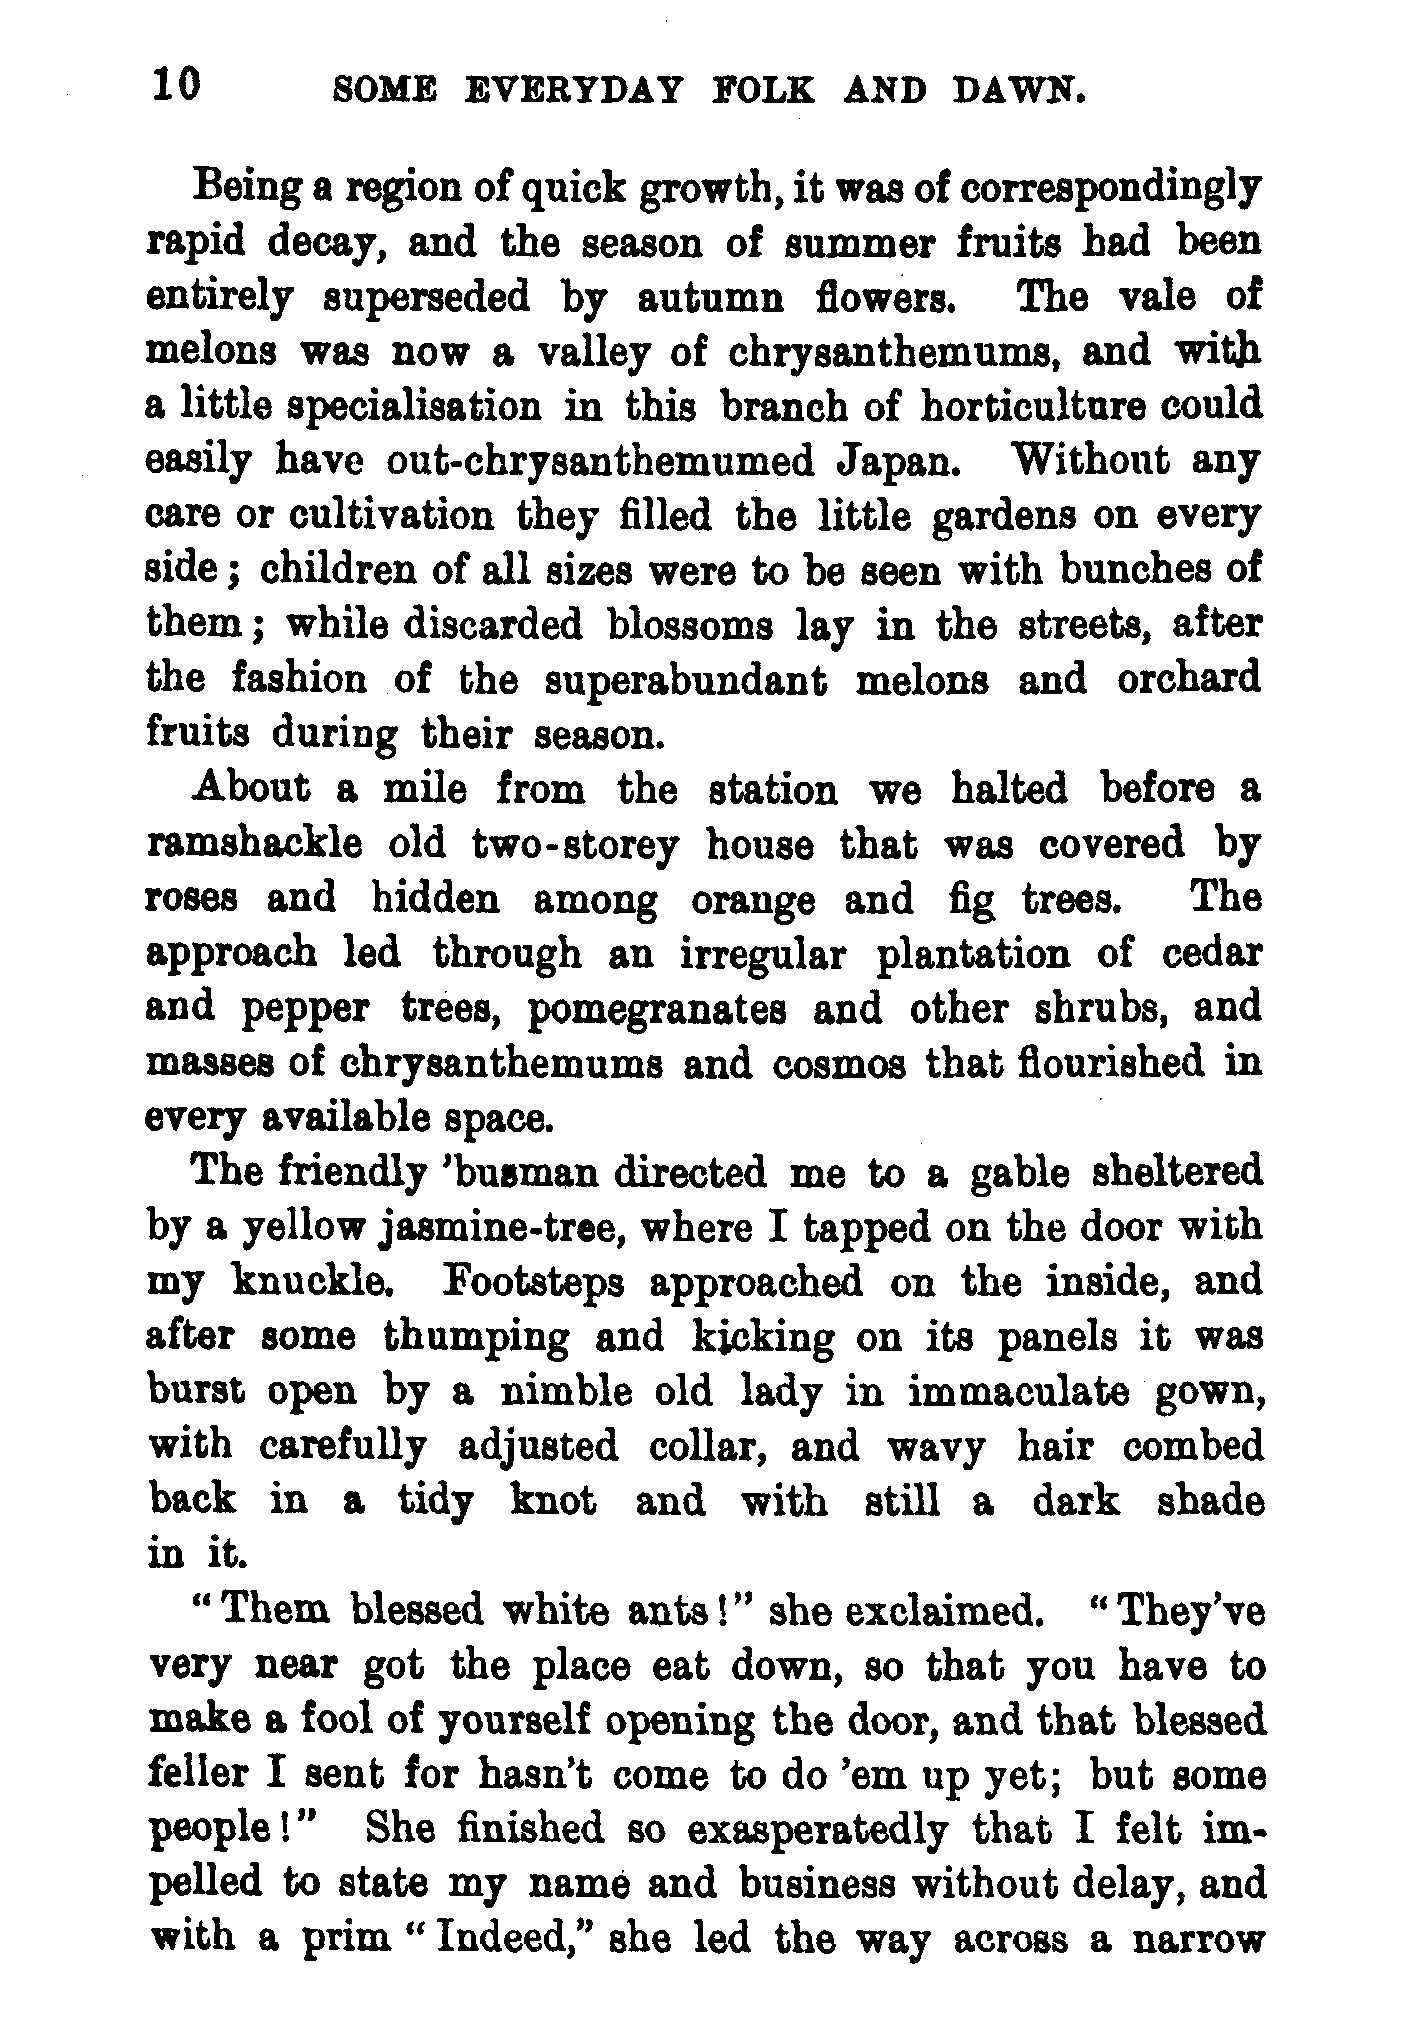 10 SOME EVERYDAY FOLK AND DAWN.
Being a region of quick growth, it was of correspondingly
rapid decay, and the season of summer fruits had been
entirely superseded by autumn flowers. The vale of
melons was now a valley of chrysanthemums, and with
a little specialisation in this branch of horticulture could
easily have out-chrysanthemumed Japan. Without any
care or cultivation they filled the little gardens on every
side; children of all sizes were to be seen with bunches of
them; while discarded blossoms lay in the streets, after
the fashion of the superabundant melons and orchard
fruits during their season.
About a mile from the station we halted before a
ramshackle old two-storey house that was covered by
roses and hidden among orange and fig trees. The
approach led through an irregular plantation of cedar
and pepper trees, pomegranates and other shrubs, and
masses of chrysanthemums and cosmos that flourished in
every available space.
The friendly 'busman directed me to a gable sheltered
by a yellow jasmine-tree, where I tapped on the door with
my knuckle. Footsteps approached on the inside, and
after some thumping and kicking on its panels it was
burst open by a nimble old lady in immaculate gown,
with carefully adjusted collar, and wavy hair combed
back in a tidy knot and with still a dark shade
in it.
"Them blessed white ants!" she exclaimed. "They've
very near got the place eat down, so that you have to
make a fool of yourself opening the door, and that blessed
feller I sent for hasn't come to do 'em up yet; but some
people!" She finished so exasperatedly that I felt im-
pelled to state my name and business without delay, and
with a prim "Indeed," she led the way across a narrow